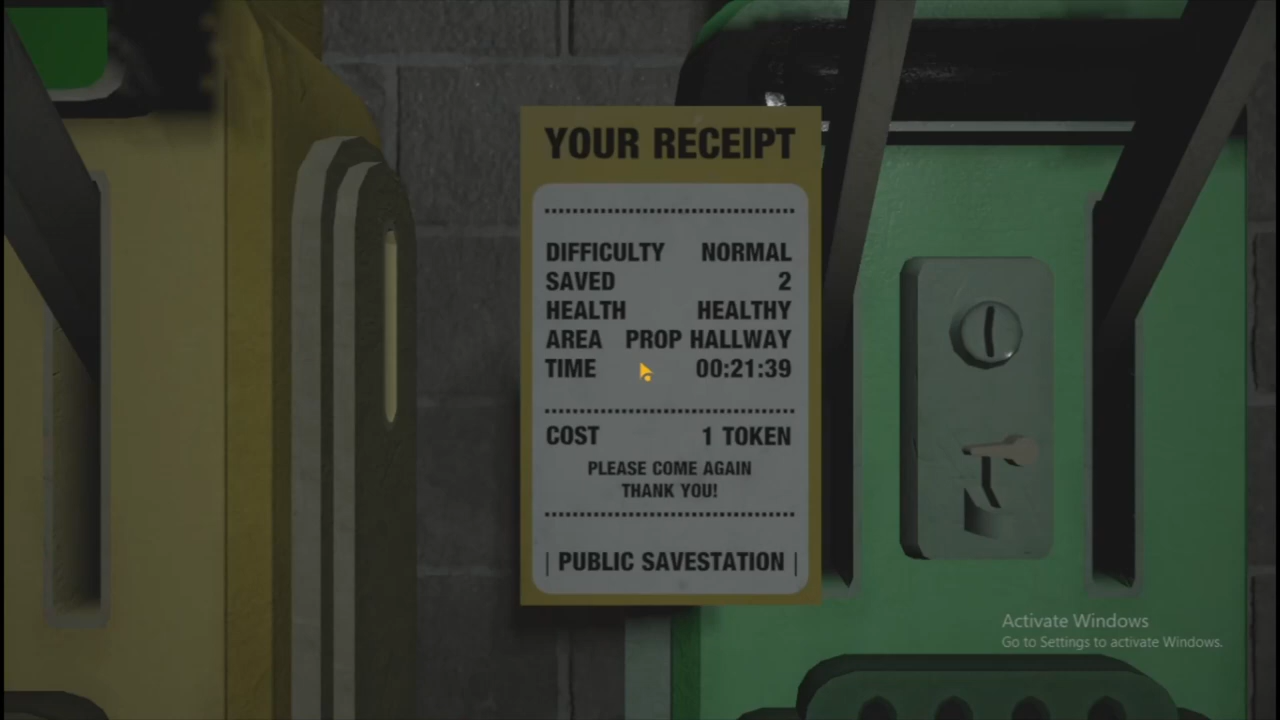 YOUR RECEIPT
DIFFICULTY NORMAL
SAVED 2
HEALTH HEALTHY
AREA PROP HALLWAY
TIME 00:21:39
COST 1 TOKEN
PLEASE COME AGAIN
THANK YOU!
| PUBLIC SAVESTATION |
Activate Windows
Go to Settings to activate Windows.